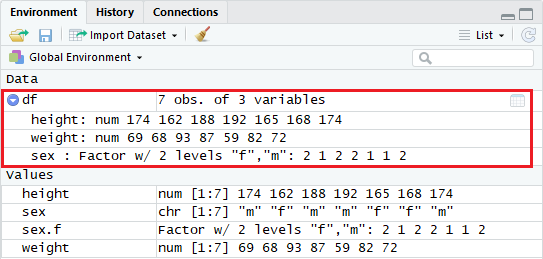 Environment History Connections
Import Dataset List
Global Environment
Data
df 7 obs. of 3 variables
height: num 174 162 188 192 165 168 174
weight: num 69 68 93 87 59 82 72
sex : Factor w/ 2 levels "f","m": 2 1 2 2 1 1 2
Values
height num [1:7] 174 162 188 192 165 168 174
sex chr [1:7] "m" "f" "m" "m" "f" "f" "m"
sex.f Factor w/ 2 levels "f","m": 2 1 2 2 1 1 2
weight num [1:7] 69 68 93 87 59 82 72